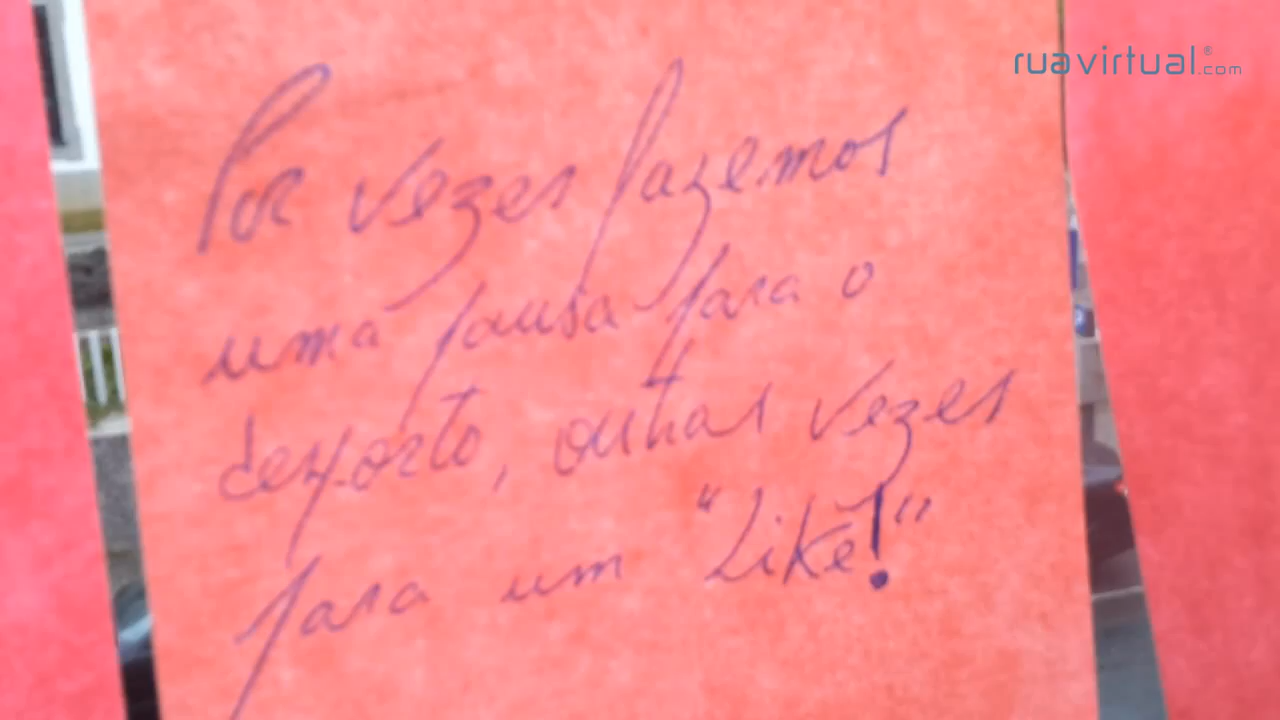 ruavirtual®.com
Por vezes fazemos
uma pausa para o
desporto, outras vezes
para um "Like!"